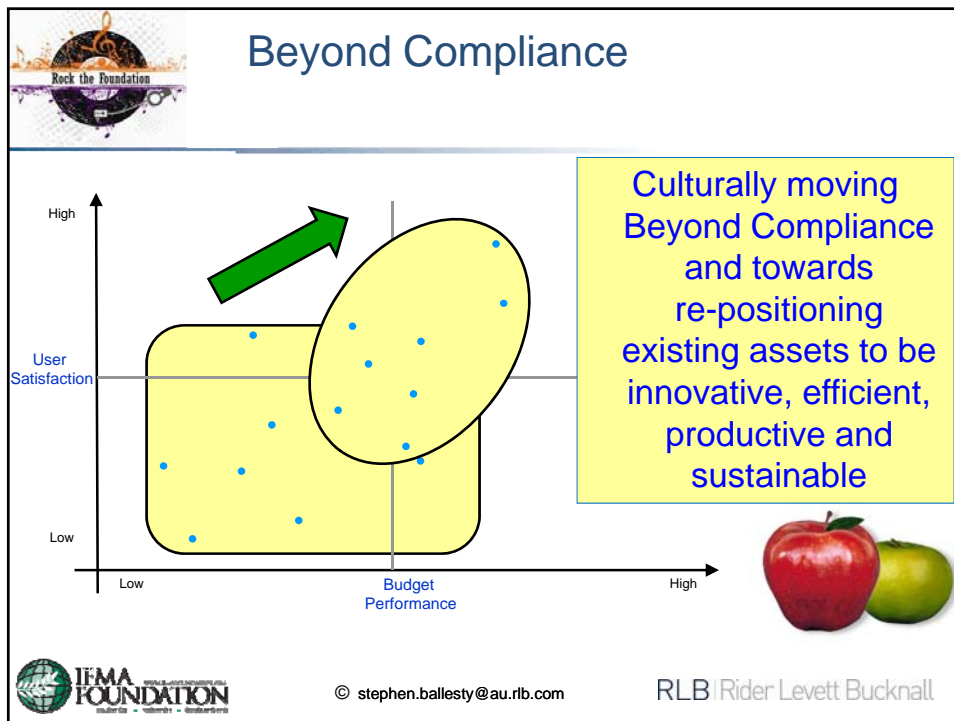 Rock the Foundation
Beyond Compliance
High
User
Satisfaction
Low
Low
Budget
Performance
High
Culturally moving
Beyond Compliance
and towards
re-positioning
existing assets to be
innovative, efficient,
productive and
sustainable
IFMA
FOUNDATION
© stephen.ballesty@au.rlb.com
RLB | Rider Levett Bucknall